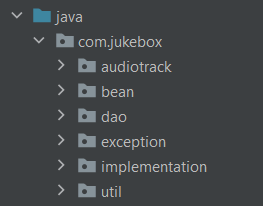 java
com.jukebox
audiotrack
bean
dao
exception
implementation
util